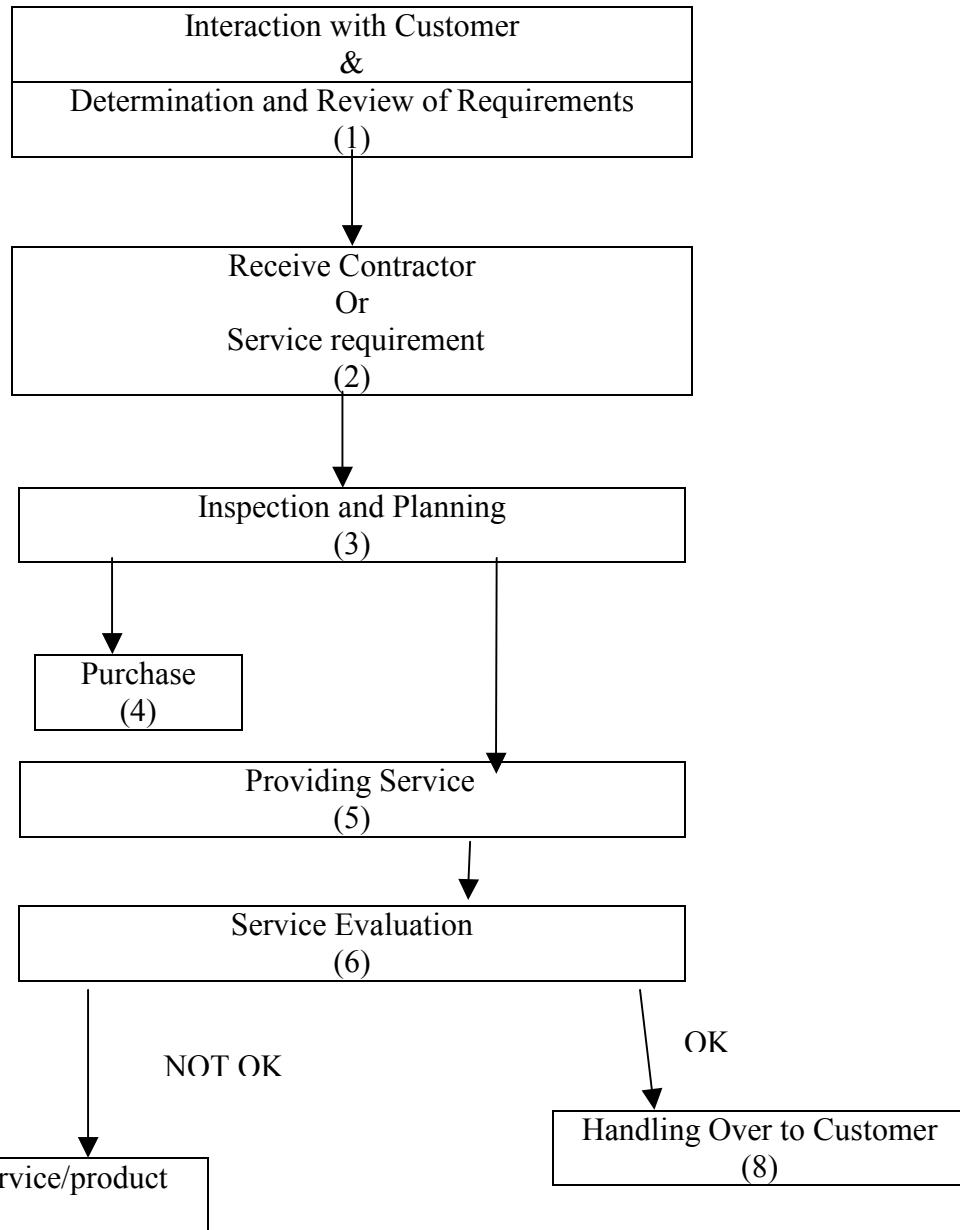 Interaction with Customer
&
Determination and Review of Requirements
(1)
Receive Contractor
Or
Service requirement
(2)
Inspection and Planning
(3)
Purchase
(4)
Providing Service
(5)
Service Evaluation
(6)
OK
NOT OK
Handling Over to Customer
(8)
rvice/product